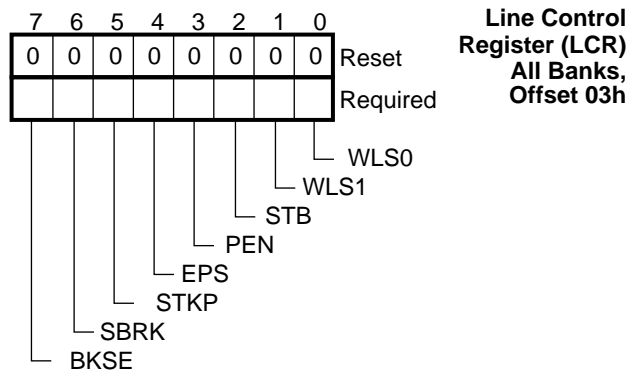 7 6 5 4 3 2 1 0
0 0 0 0 0 0 0 0 Reset
Required
Line Control
Register (LCR)
All Banks,
Offset 03h
WLS0
WLS1
STB
PEN
EPS
STKP
SBRK
BKSE